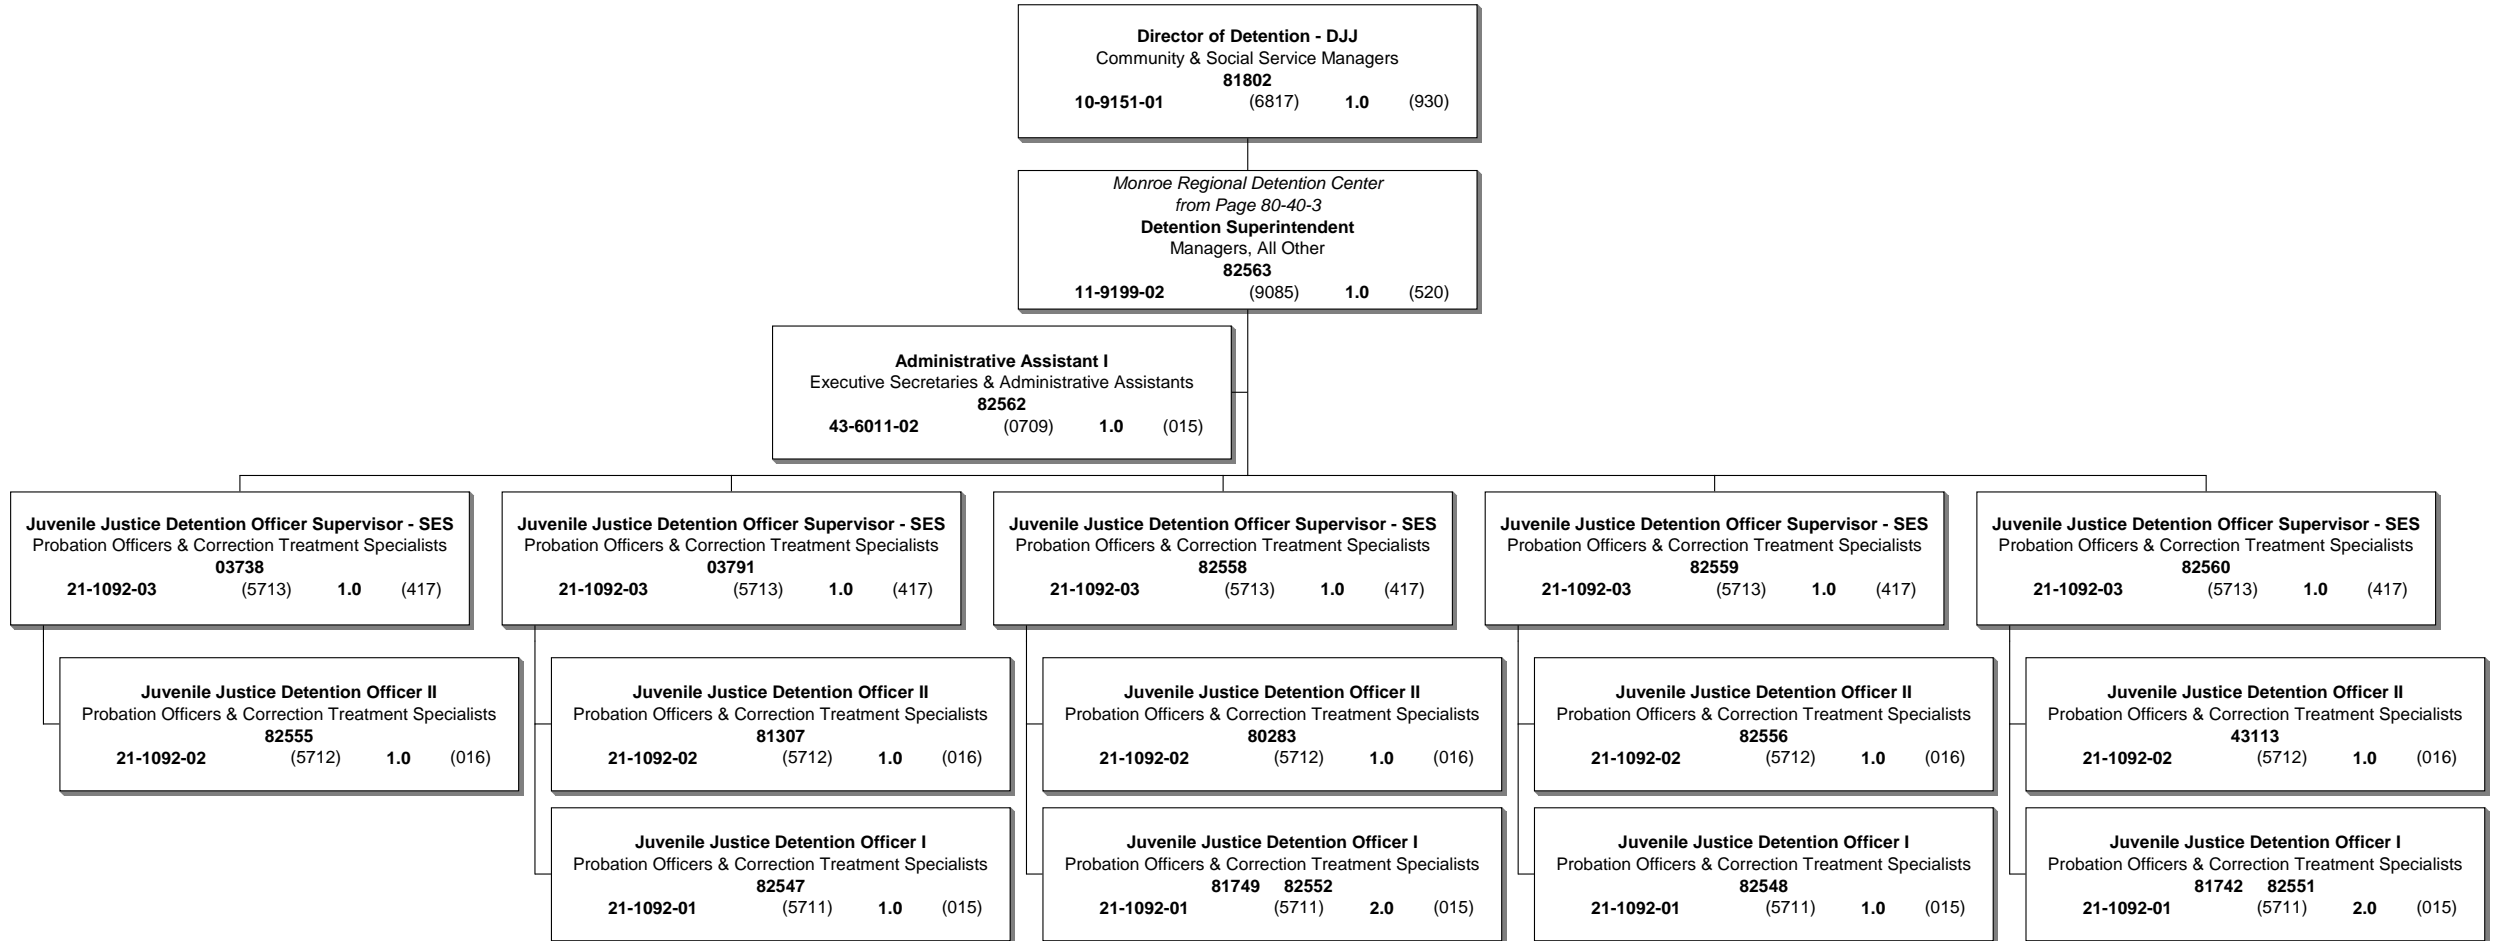 Director of Detention - DJJ
Community & Social Service Managers
81802
10-9151-01 (6817) 1.0 (930)
Monroe Regional Detention Center
from Page 80-40-3
Detention Superintendent
Managers, All Other
82563
11-9199-02 (9085) 1.0 (520)
Administrative Assistant I
Executive Secretaries & Administrative Assistants
82562
43-6011-02 (0709) 1.0 (015)
Juvenile Justice Detention Officer Supervisor - SES
Probation Officers & Correction Treatment Specialists
03738
21-1092-03 (5713) 1.0 (417)
Juvenile Justice Detention Officer II
Probation Officers & Correction Treatment Specialists
82555
21-1092-02 (5712) 1.0 (016)
Juvenile Justice Detention Officer Supervisor - SES
Probation Officers & Correction Treatment Specialists
03791
21-1092-03 (5713) 1.0 (417)
Juvenile Justice Detention Officer II
Probation Officers & Correction Treatment Specialists
81307
21-1092-02 (5712) 1.0 (016)
Juvenile Justice Detention Officer I
Probation Officers & Correction Treatment Specialists
82547
21-1092-01 (5711) 1.0 (015)
Juvenile Justice Detention Officer Supervisor - SES
Probation Officers & Correction Treatment Specialists
82558
21-1092-03 (5713) 1.0 (417)
Juvenile Justice Detention Officer II
Probation Officers & Correction Treatment Specialists
80283
21-1092-02 (5712) 1.0 (016)
Juvenile Justice Detention Officer I
Probation Officers & Correction Treatment Specialists
81749 82552
21-1092-01 (5711) 2.0 (015)
Juvenile Justice Detention Officer Supervisor - SES
Probation Officers & Correction Treatment Specialists
82559
21-1092-03 (5713) 1.0 (417)
Juvenile Justice Detention Officer II
Probation Officers & Correction Treatment Specialists
82556
21-1092-02 (5712) 1.0 (016)
Juvenile Justice Detention Officer I
Probation Officers & Correction Treatment Specialists
82548
21-1092-01 (5711) 1.0 (015)
Juvenile Justice Detention Officer Supervisor - SES
Probation Officers & Correction Treatment Specialists
82560
21-1092-03 (5713) 1.0 (417)
Juvenile Justice Detention Officer II
Probation Officers & Correction Treatment Specialists
43113
21-1092-02 (5712) 1.0 (016)
Juvenile Justice Detention Officer I
Probation Officers & Correction Treatment Specialists
81742 82551
21-1092-01 (5711) 2.0 (015)